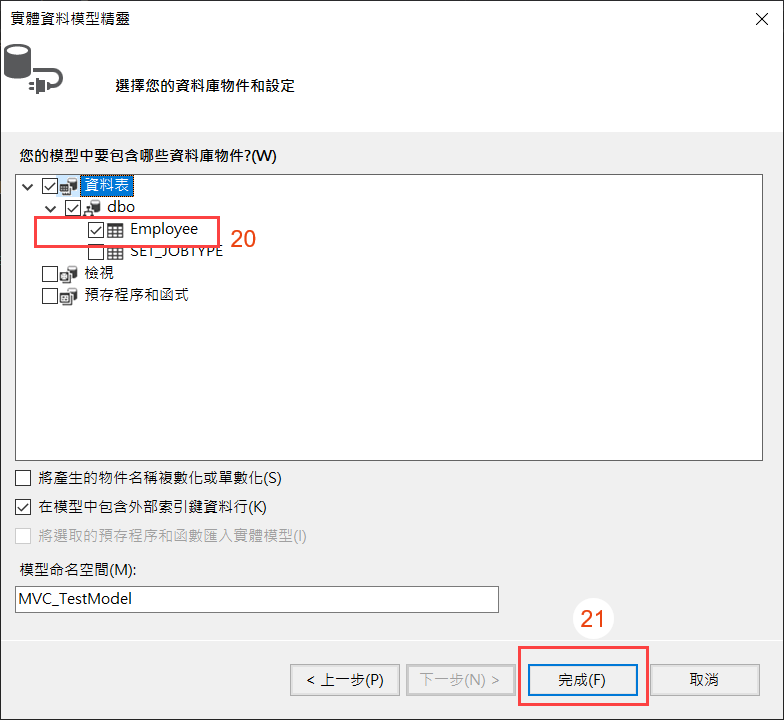 實體資料模型精靈
選擇您的資料庫物件和設定
您的模型中要包含哪些資料庫物件?(W)
資料表
dbo
Employee
20
SET_JOBTYPE
檢視
預存程序和函式
將產生的物件名稱複數化或單數化(S)
在模型中包含外部索引鍵資料行(K)
將選取的預存程序和函數匯入實體模型(I)
模型命名空間(M):
MVC_TestModel
21
< 上一步(P)
下一步(N) >
完成(F)
取消